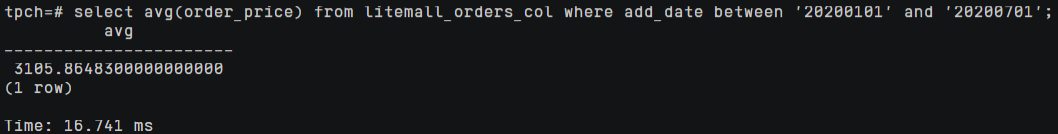 tpch=# select avg(order_price) from litemall_orders_col where add_date between '20200101' and '20200701';
avg
-----------------------
3105.8648300000000000
(1 row)
Time: 16.741 ms